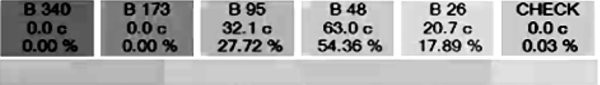 B 340 B 173 B 95 B 48 B 26 CHECK
0.0 c 0.0 c 32.1 c 63.0 c 20.7 c 0.0 c
0.00 % 0.00 % 27.72 % 54.36 % 17.89 % 0.03 %